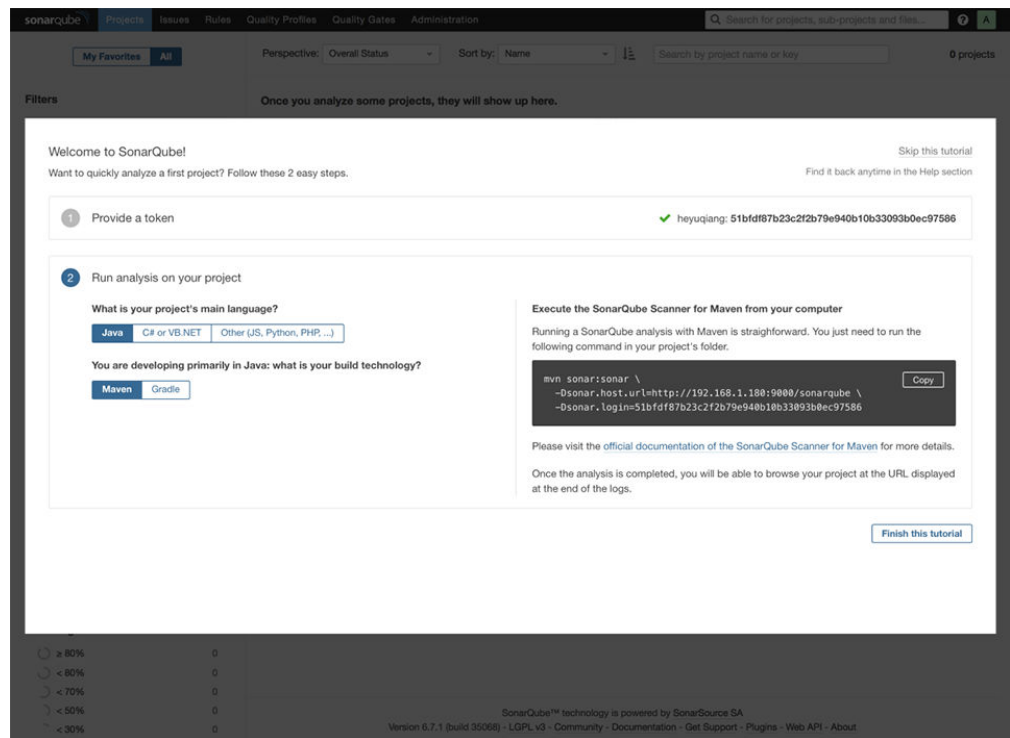 sonarqube Projects Issues Rules Quality Profiles Quality Gates Administration Search for projects, sub-projects and files... ? A
My Favorites All Perspective: Overall Status Sort by: Name Search by project name or key 0 projects
Filters
Once you analyze some projects, they will show up here.
Welcome to SonarQube!
Skip this tutorial
Want to quickly analyze a first project? Follow these 2 easy steps.
Find it back anytime in the Help section
1 Provide a token
heyuqiang: 51bfdf87b23c2f2b79e940b10b33093b0ec97586
2 Run analysis on your project
What is your project's main language?
Java C# or VB.NET Other (JS, Python, PHP, ...)
You are developing primarily in Java: what is your build technology?
Maven Gradle
Execute the SonarQube Scanner for Maven from your computer
Running a SonarQube analysis with Maven is straighforward. You just need to run the
following command in your project's folder.
mvn sonar:sonar \
-Dsonar.host.url=http://192.168.1.180:9000/sonarqube \
-Dsonar.login=51bfdf87b23c2f2b79e940b10b33093b0ec97586
Copy
Please visit the official documentation of the SonarQube Scanner for Maven for more details.
Once the analysis is completed, you will be able to browse your project at the URL displayed
at the end of the logs.
Finish this tutorial
≥ 80% 0
< 80% 0
< 70% 0
< 50% 0
< 30% 0
SonarQube™ technology is powered by SonarSource SA
Version 6.7.1 (build 35068) - LGPL v3 - Community - Documentation - Get Support - Plugins - Web API - About